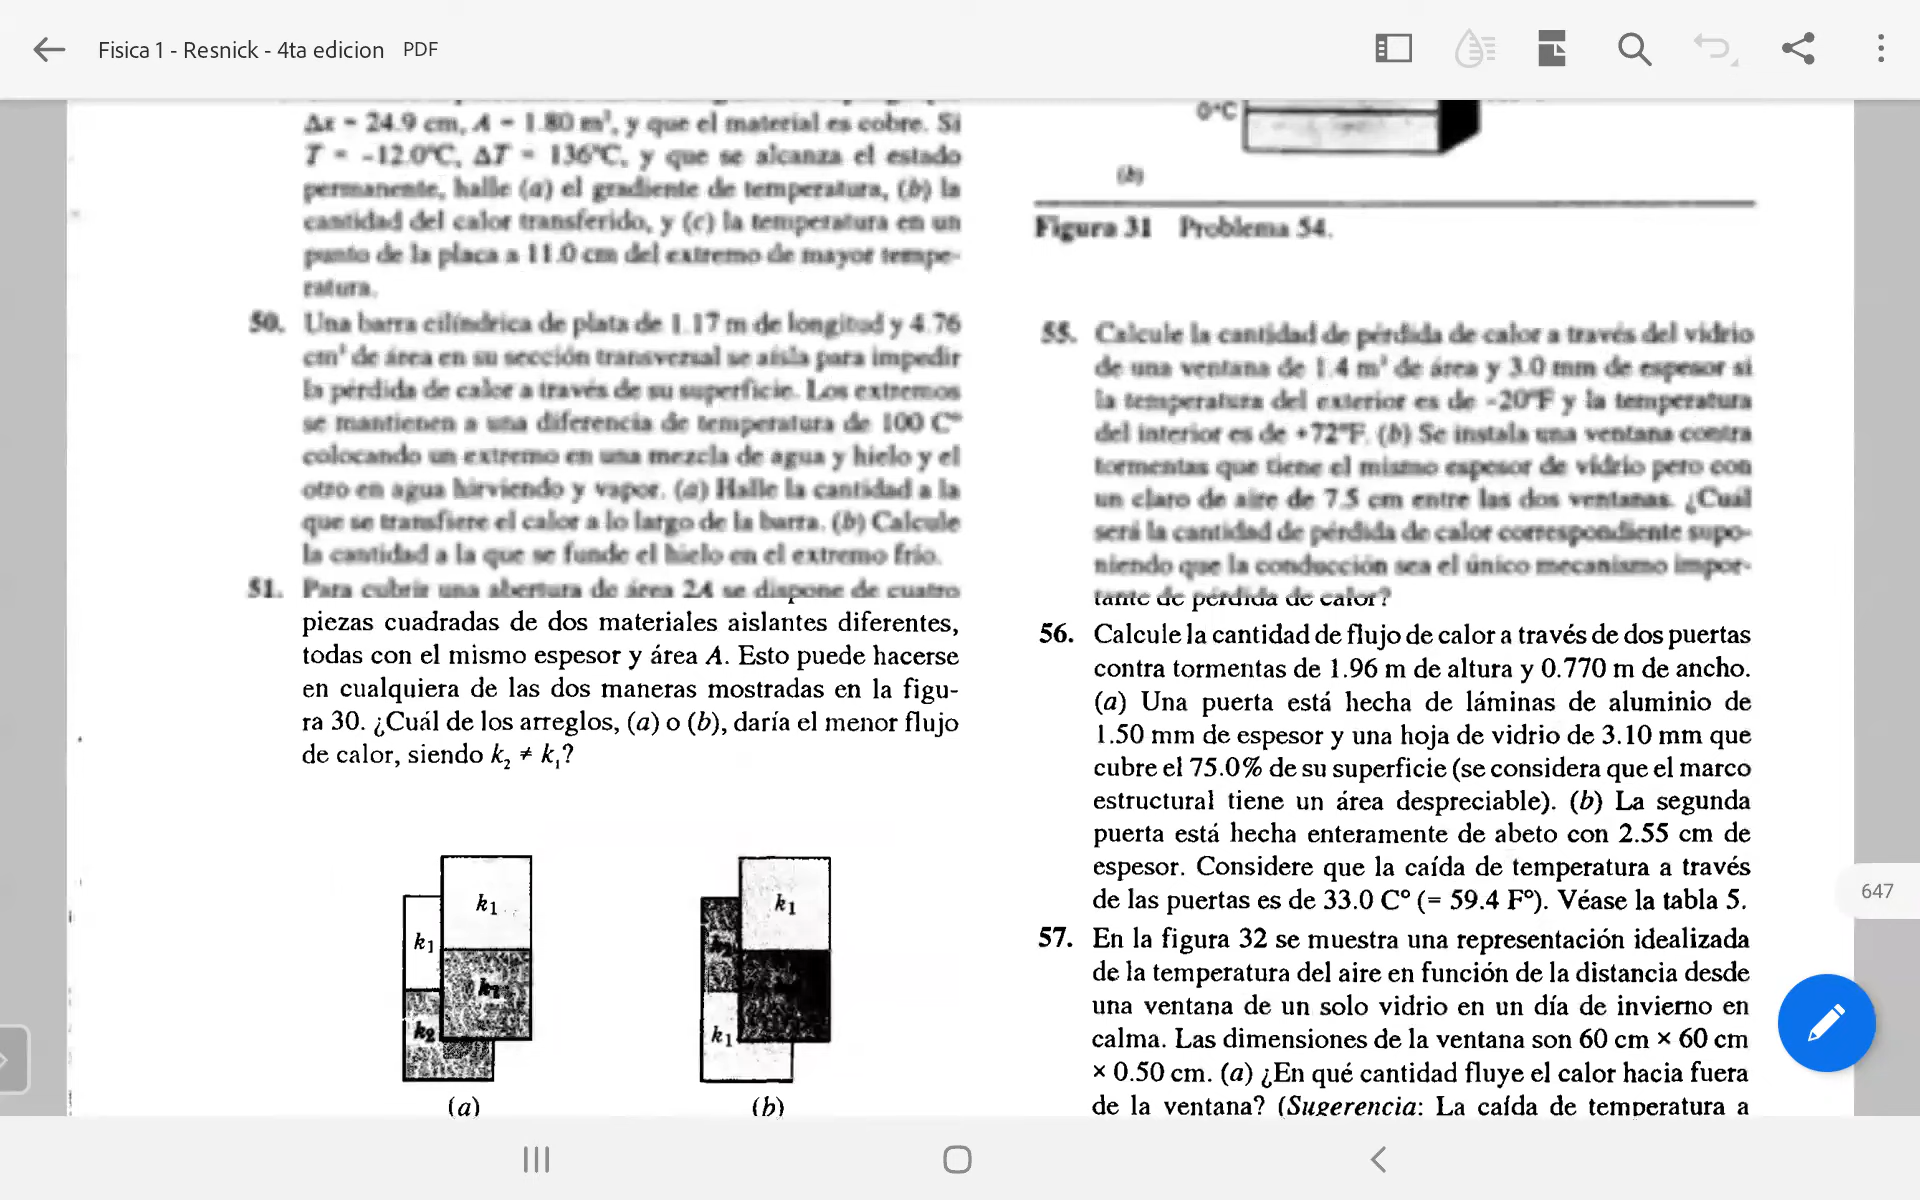 Fisica 1 - Resnick - 4ta edicion PDF
Δx = 24.9 cm, A = 1.80 m², y que el material es cobre. Si
T = -12.0°C, ΔT = 136°C, y que se alcanza el estado
permanente, halle (a) el gradiente de temperatura, (b) la
cantidad del calor transferido, y (c) la temperatura en un
punto de la placa a 11.0 cm del extremo de mayor tempe-
ratura.
50. Una barra cilíndrica de plata de 1.17 m de longitud y 4.76
cm² de área en su sección transversal se aísla para impedir
la pérdida de calor a través de su superficie. Los extremos
se mantienen a una diferencia de temperatura de 100 C°
colocando un extremo en una mezcla de agua y hielo y el
otro en agua hirviendo y vapor. (a) Halle la cantidad a la
que se transfiere el calor a lo largo de la barra. (b) Calcule
la cantidad a la que se funde el hielo en el extremo frío.
51. Para cubrir una abertura de área 2A se dispone de cuatro
piezas cuadradas de dos materiales aislantes diferentes,
todas con el mismo espesor y área A. Esto puede hacerse
en cualquiera de las dos maneras mostradas en la figu-
ra 30. ¿Cuál de los arreglos, (a) o (b), daría el menor flujo
de calor, siendo k₂ ≠ k₁?
k₁
k₁
k₂
(a)
k₁
k₁
(b)
0°C
(b)
Figura 31 Problema 54.
55. Calcule la cantidad de pérdida de calor a través del vidrio
de una ventana de 1.4 m² de área y 3.0 mm de espesor si
la temperatura del exterior es de -20°F y la temperatura
del interior es de +72°F. (b) Se instala una ventana contra
tormentas que tiene el mismo espesor de vidrio pero con
un claro de aire de 7.5 cm entre las dos ventanas. ¿Cuál
será la cantidad de pérdida de calor correspondiente supo-
niendo que la conducción sea el único mecanismo impor-
tante de pérdida de calor?
56. Calcule la cantidad de flujo de calor a través de dos puertas
contra tormentas de 1.96 m de altura y 0.770 m de ancho.
(a) Una puerta está hecha de láminas de aluminio de
1.50 mm de espesor y una hoja de vidrio de 3.10 mm que
cubre el 75.0% de su superficie (se considera que el marco
estructural tiene un área despreciable). (b) La segunda
puerta está hecha enteramente de abeto con 2.55 cm de
espesor. Considere que la caída de temperatura a través
de las puertas es de 33.0 C° (= 59.4 F°). Véase la tabla 5.
57. En la figura 32 se muestra una representación idealizada
de la temperatura del aire en función de la distancia desde
una ventana de un solo vidrio en un día de invierno en
calma. Las dimensiones de la ventana son 60 cm × 60 cm
× 0.50 cm. (a) ¿En qué cantidad fluye el calor hacia fuera
de la ventana? (Sugerencia: La caída de temperatura a
647